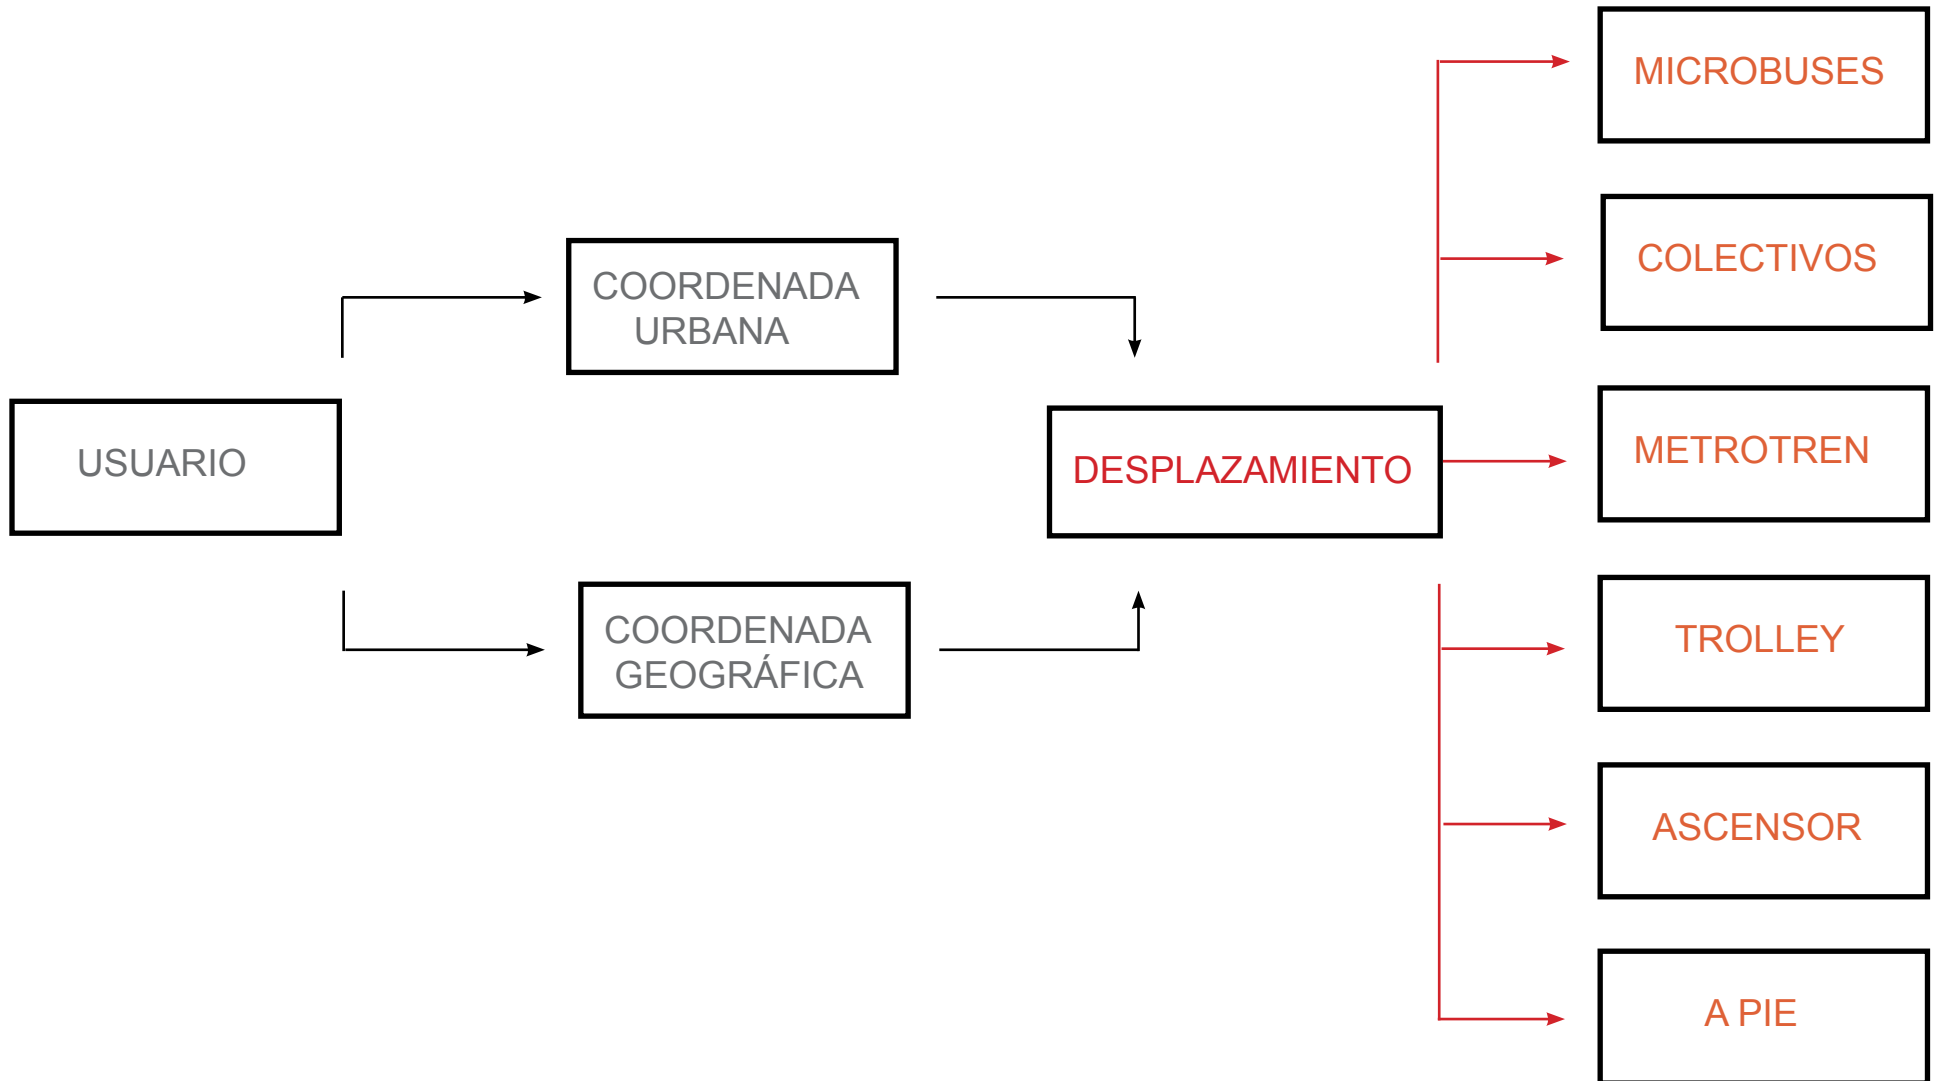 USUARIO
COORDENADA
URBANA
COORDENADA
GEOGRÁFICA
DESPLAZAMIENTO
MICROBUSES
COLECTIVOS
METROTREN
TROLLEY
ASCENSOR
A PIE